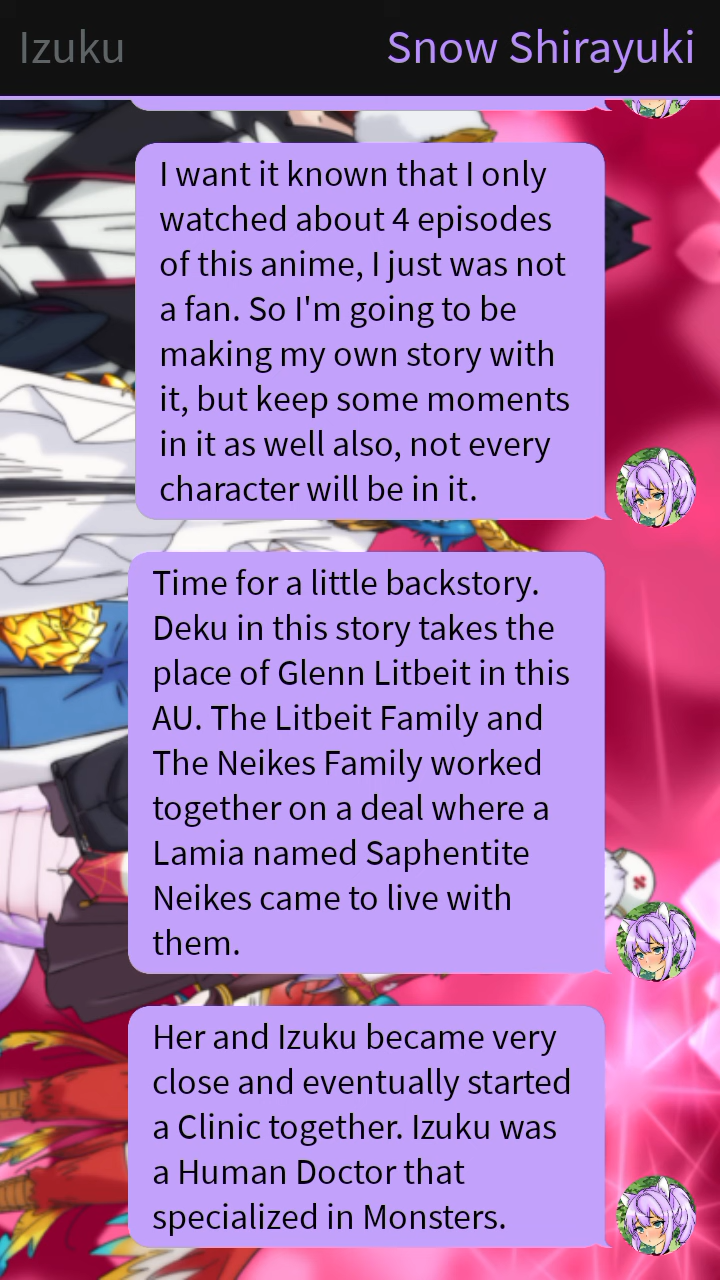 Izuku
Snow Shirayuki
I want it known that I only
watched about 4 episodes
of this anime, I just was not
a fan. So I'm going to be
making my own story with
it, but keep some moments
in it as well also, not every
character will be in it.
Time for a little backstory.
Deku in this story takes the
place of Glenn Litbeit in this
AU. The Litbeit Family and
The Neikes Family worked
together on a deal where a
Lamia named Saphentite
Neikes came to live with
them.
Her and Izuku became very
close and eventually started
a Clinic together. Izuku was
a Human Doctor that
specialized in Monsters.